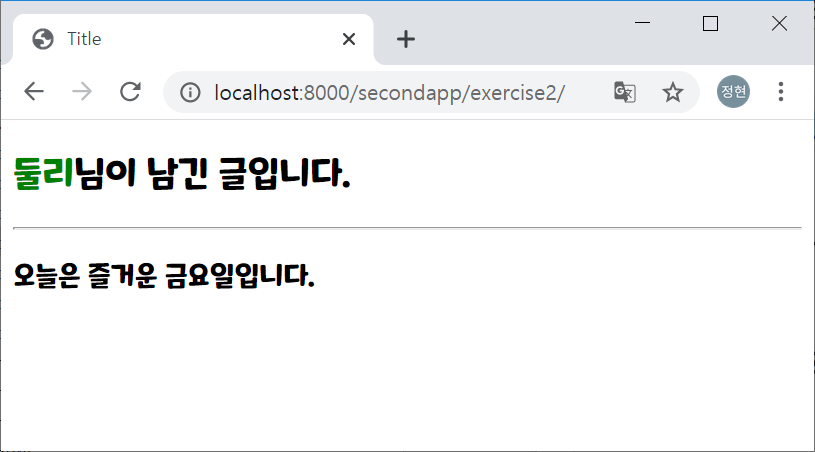 Title
localhost:8000/secondapp/exercise2/
정현
둘리님이 남긴 글입니다.
오늘은 즐거운 금요일입니다.